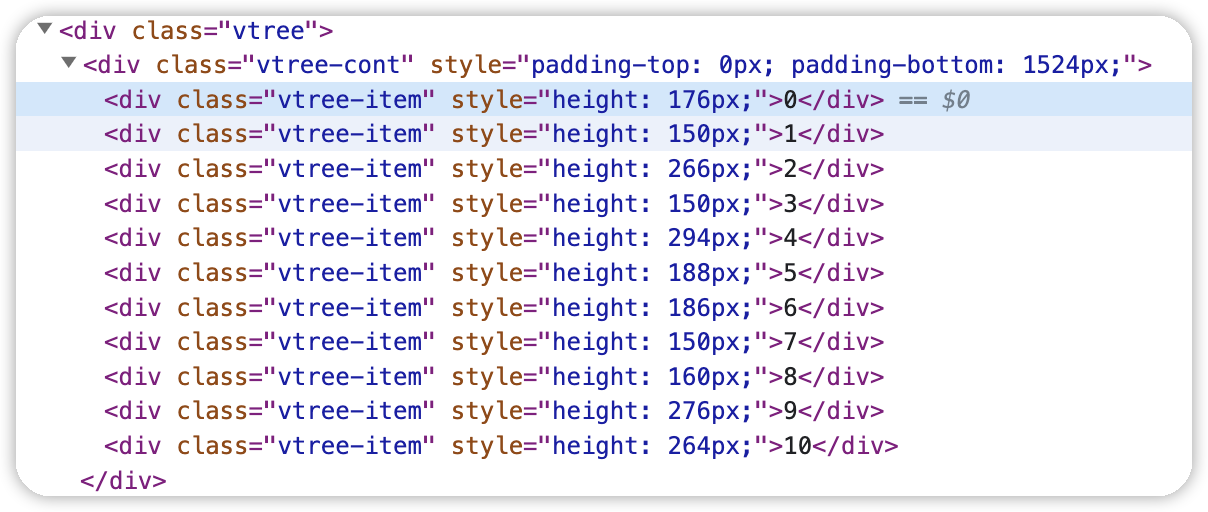 ▼<div class="vtree">
▼<div class="vtree-cont" style="padding-top: 0px; padding-bottom: 1524px;">
<div class="vtree-item" style="height: 176px;">0</div> == $0
<div class="vtree-item" style="height: 150px;">1</div>
<div class="vtree-item" style="height: 266px;">2</div>
<div class="vtree-item" style="height: 150px;">3</div>
<div class="vtree-item" style="height: 294px;">4</div>
<div class="vtree-item" style="height: 188px;">5</div>
<div class="vtree-item" style="height: 186px;">6</div>
<div class="vtree-item" style="height: 150px;">7</div>
<div class="vtree-item" style="height: 160px;">8</div>
<div class="vtree-item" style="height: 276px;">9</div>
<div class="vtree-item" style="height: 264px;">10</div>
</div>